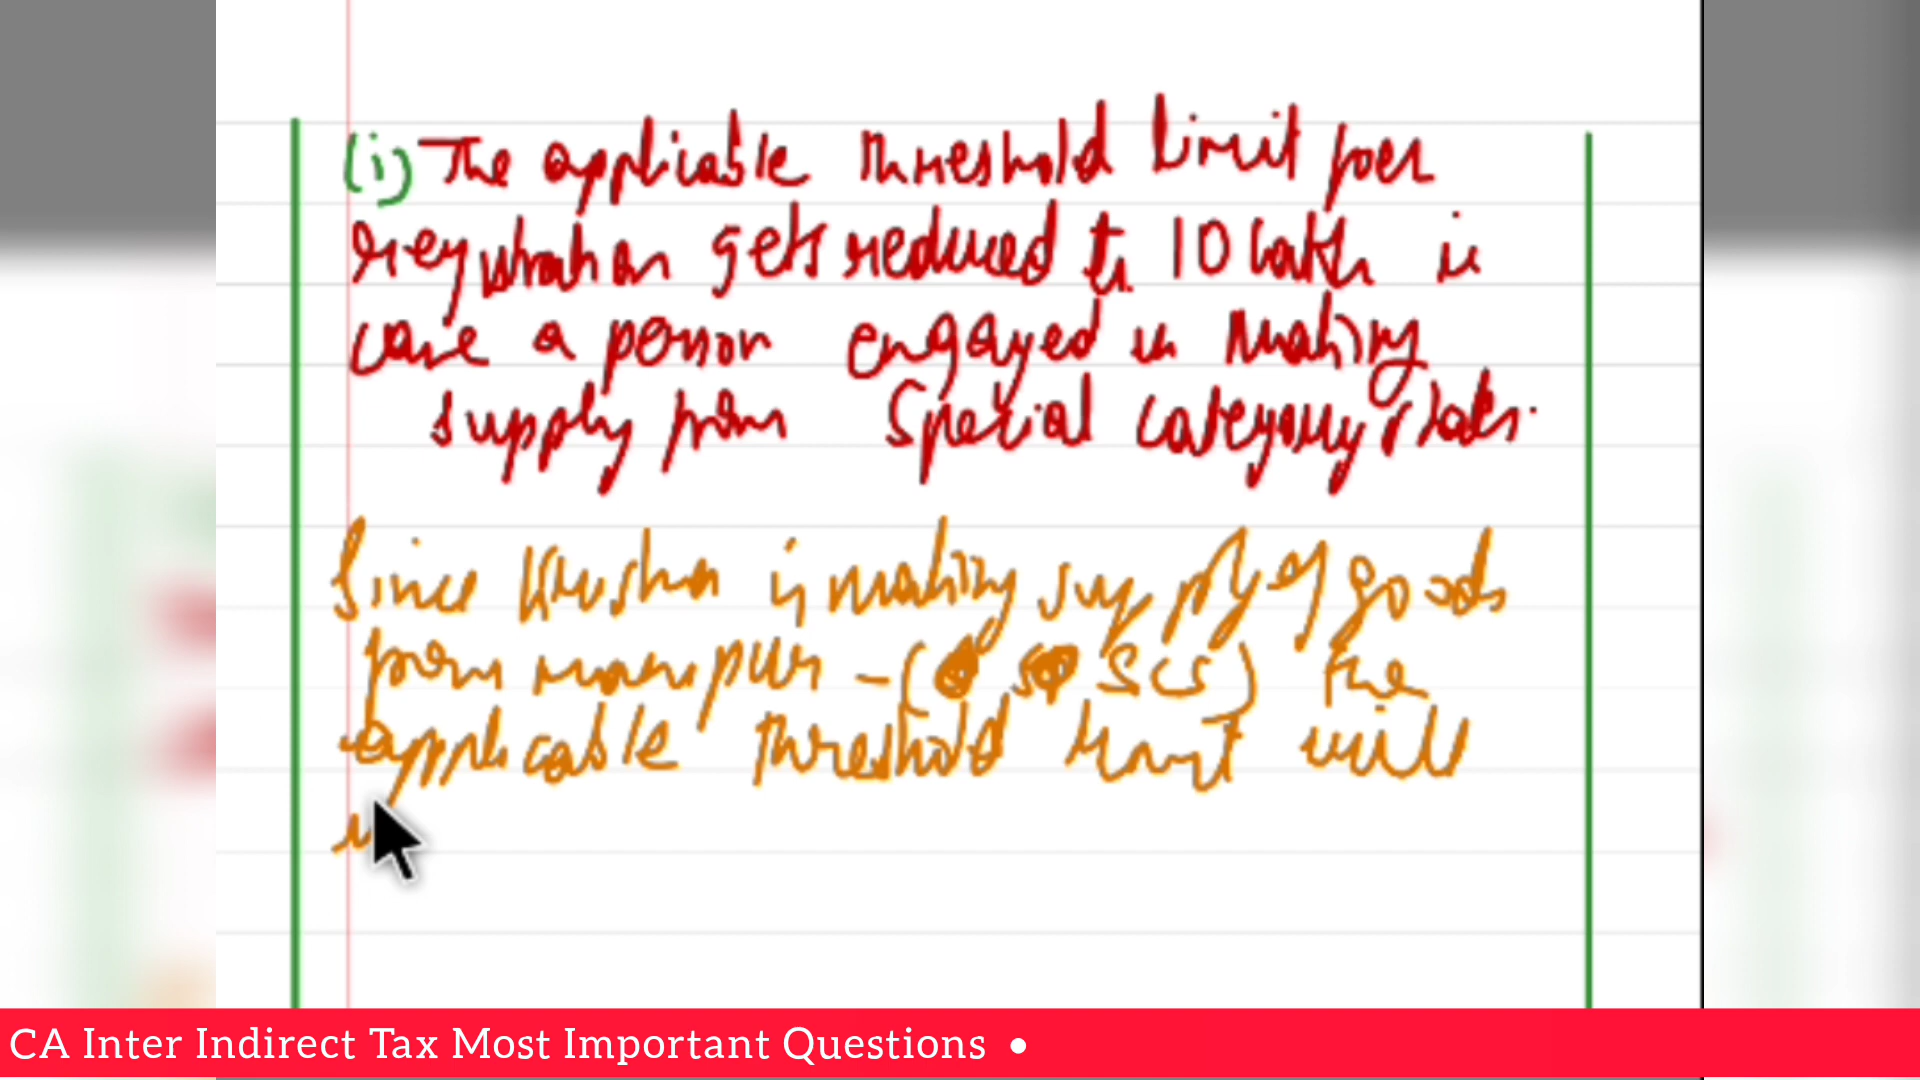 (i) The applicable threshold limit for
registration gets reduced to 10 lakh in
case a person engaged in making
supply from Special category states.
Since Krushna is making supply of goods
from manipur - ( SCS) the
applicable threshold limit will
CA Inter Indirect Tax Most Important Questions •